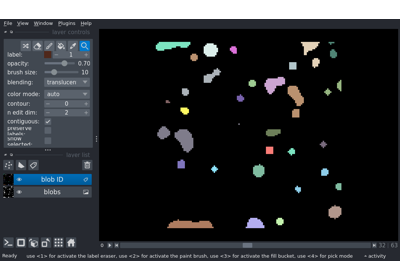 File View Window Plugins Help
layer controls
label: 1
opacity: 0.70
brush size: 10
blending: translucen
color mode: auto
contour: 0
n edit dim: 2
contiguous:
preserve labels:
show selected:
layer list
blob ID
blobs
32 63
Ready use <1> for activate the label eraser, use <2> for activate the paint brush, use <3> for activate the fill bucket, use <4> for pick mode activity